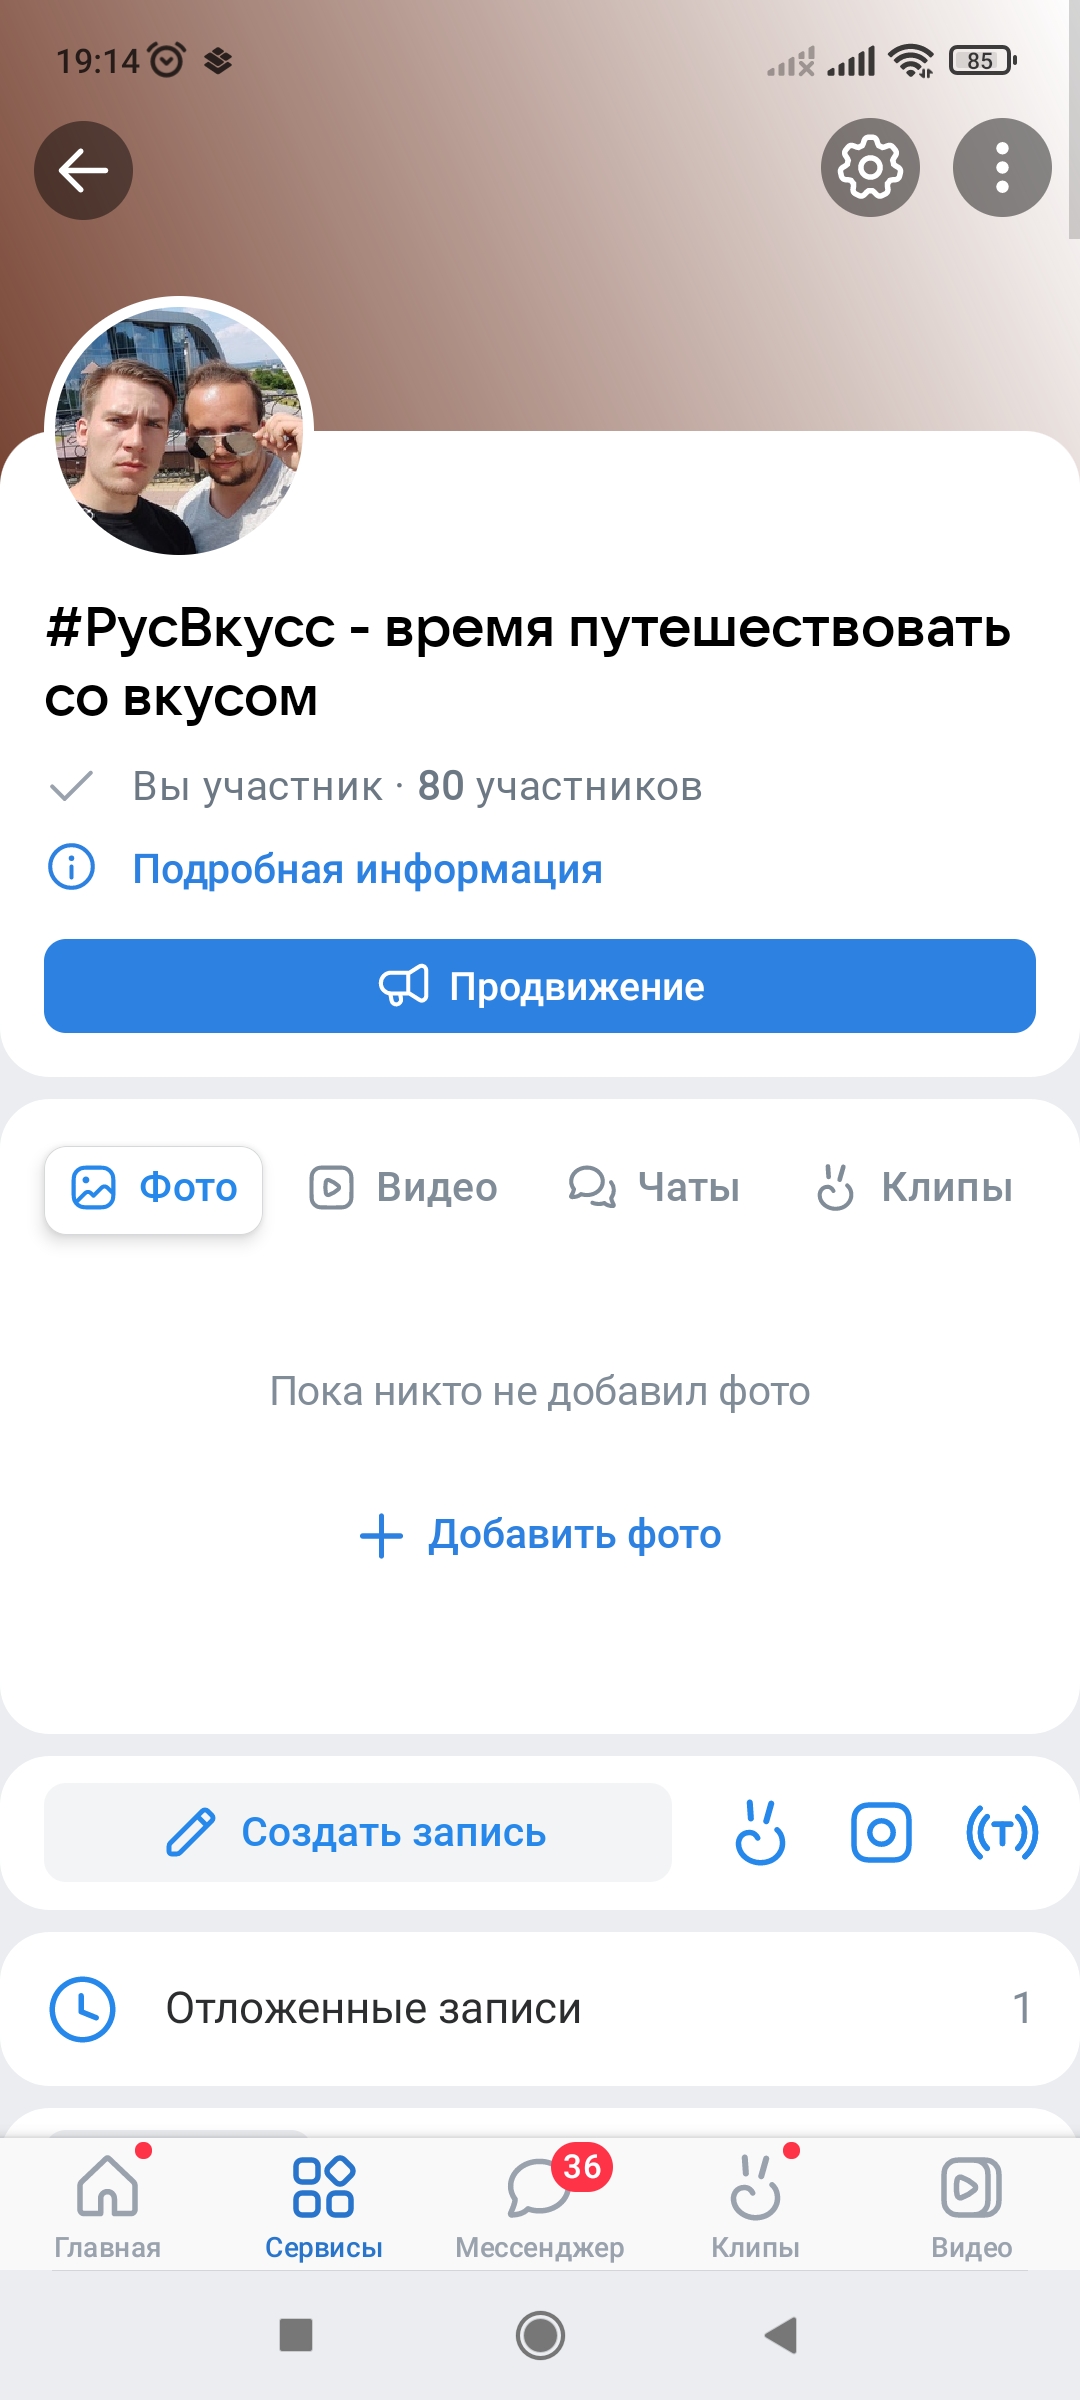 19:14
85
#РусВкусс - время путешествовать
со вкусом
Вы участник · 80 участников
Подробная информация
Продвижение
Фото Видео Чаты Клипы
Пока никто не добавил фото
Добавить фото
Создать запись
Отложенные записи 1
36
Главная Сервисы Мессенджер Клипы Видео